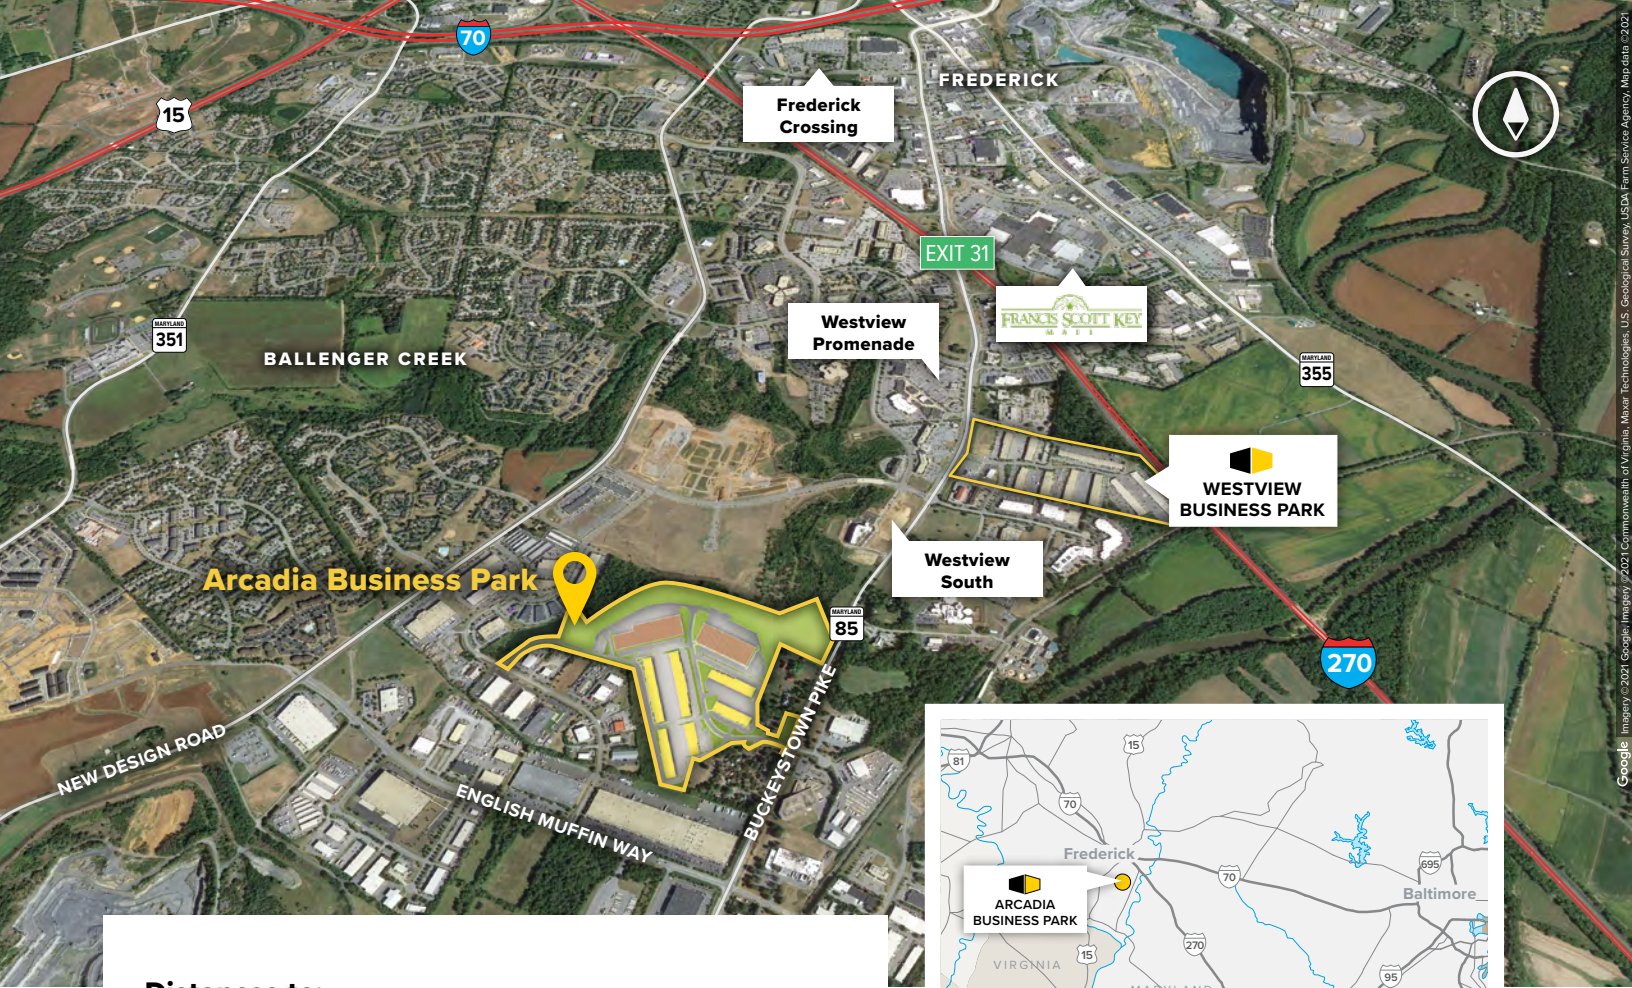 70
15
Frederick
Crossing
FREDERICK
EXIT 31
FRANCIS SCOTT KEY
MALL
Westview
Promenade
MARYLAND
351
BALLENGER CREEK
MARYLAND
355
WESTVIEW
BUSINESS PARK
Westview
South
Arcadia Business Park
MARYLAND
85
270
NEW DESIGN ROAD
ENGLISH MUFFIN WAY
BUCKEYSTOWN PIKE
15
81
70
Frederick
70
695
Baltimore
ARCADIA
BUSINESS PARK
270
15
VIRGINIA
95
MARYLAND
Distances to:
Google Imagery ©2021 Google, Imagery ©2021 Commonwealth of Virginia, Maxar Technologies, U.S. Geological Survey, USDA Farm Service Agency, Map data ©2021